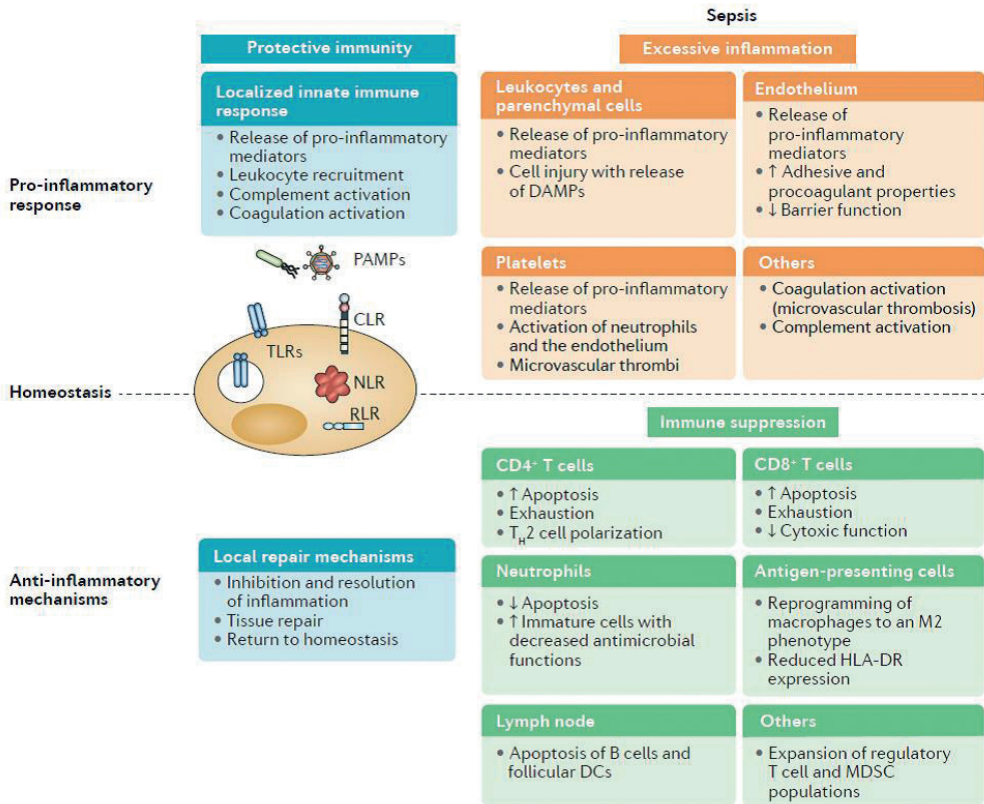 Sepsis
Protective immunity
Excessive inflammation
Pro-inflammatory
response
Localized innate immune
response
• Release of pro-inflammatory
mediators
• Leukocyte recruitment
• Complement activation
• Coagulation activation
Leukocytes and
parenchymal cells
• Release of pro-inflammatory
mediators
• Cell injury with release
of DAMPs
Endothelium
• Release of
pro-inflammatory
mediators
• ↑ Adhesive and
procoagulant properties
• ↓ Barrier function
Platelets
• Release of pro-inflammatory
mediators
• Activation of neutrophils
and the endothelium
• Microvascular thrombi
Others
• Coagulation activation
(microvascular thrombosis)
• Complement activation
PAMPs
CLR
TLRs
NLR
RLR
Homeostasis
Immune suppression
Anti-inflammatory
mechanisms
Local repair mechanisms
• Inhibition and resolution
of inflammation
• Tissue repair
• Return to homeostasis
CD4⁺ T cells
• ↑ Apoptosis
• Exhaustion
• TH2 cell polarization
CD8⁺ T cells
• ↑ Apoptosis
• Exhaustion
• ↓ Cytoxic function
Neutrophils
• ↓ Apoptosis
• ↑ Immature cells with
decreased antimicrobial
functions
Antigen-presenting cells
• Reprogramming of
macrophages to an M2
phenotype
• Reduced HLA-DR
expression
Lymph node
• Apoptosis of B cells and
follicular DCs
Others
• Expansion of regulatory
T cell and MDSC
populations